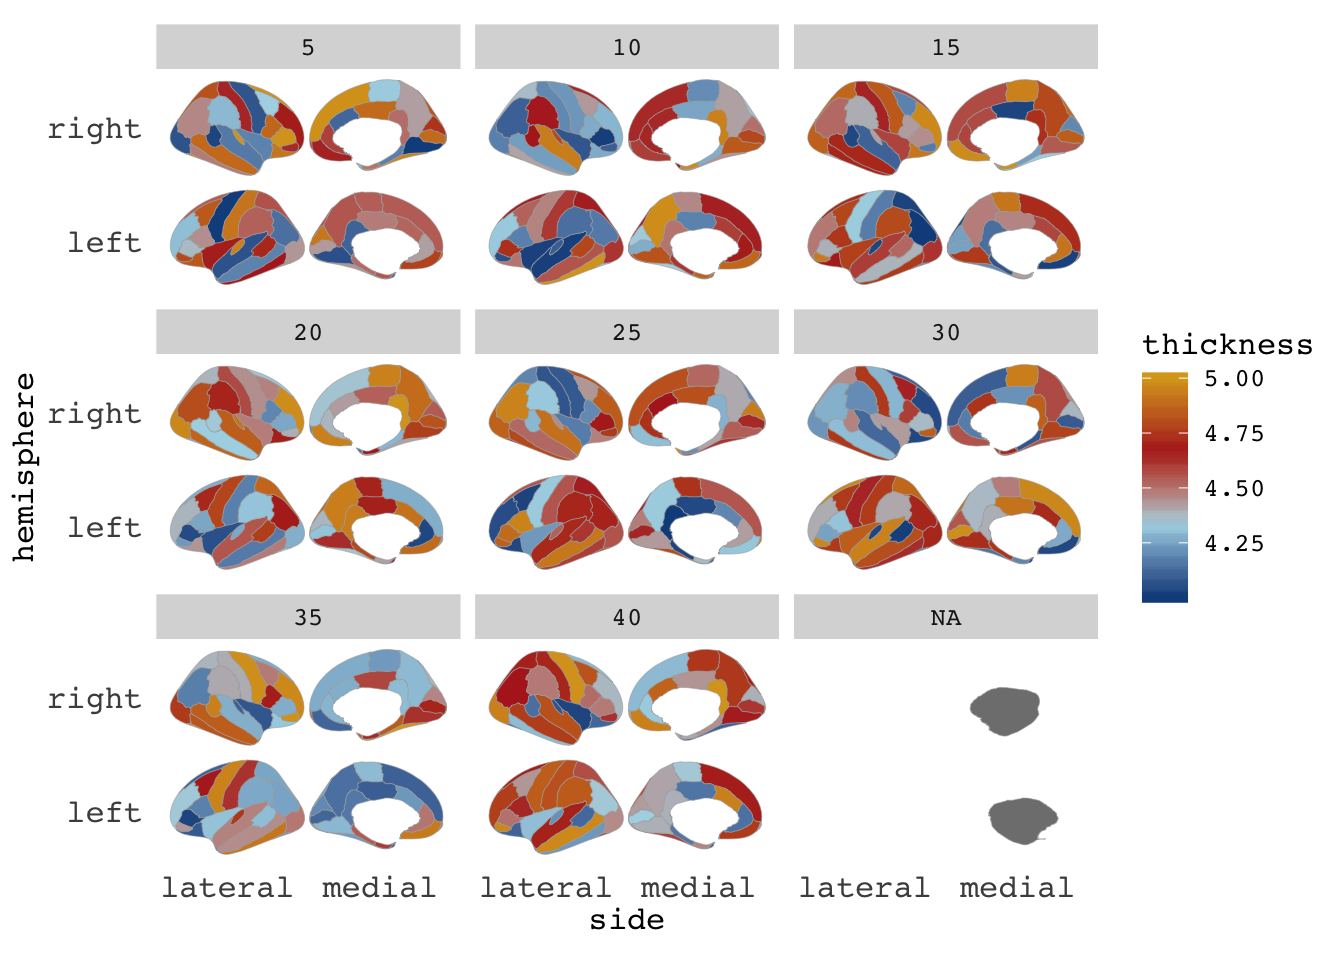 5 10 15
right
left
20 25 30
right
left
35 40 NA
right
left
lateral medial lateral medial lateral medial
side
hemisphere
thickness
5.00
4.75
4.50
4.25